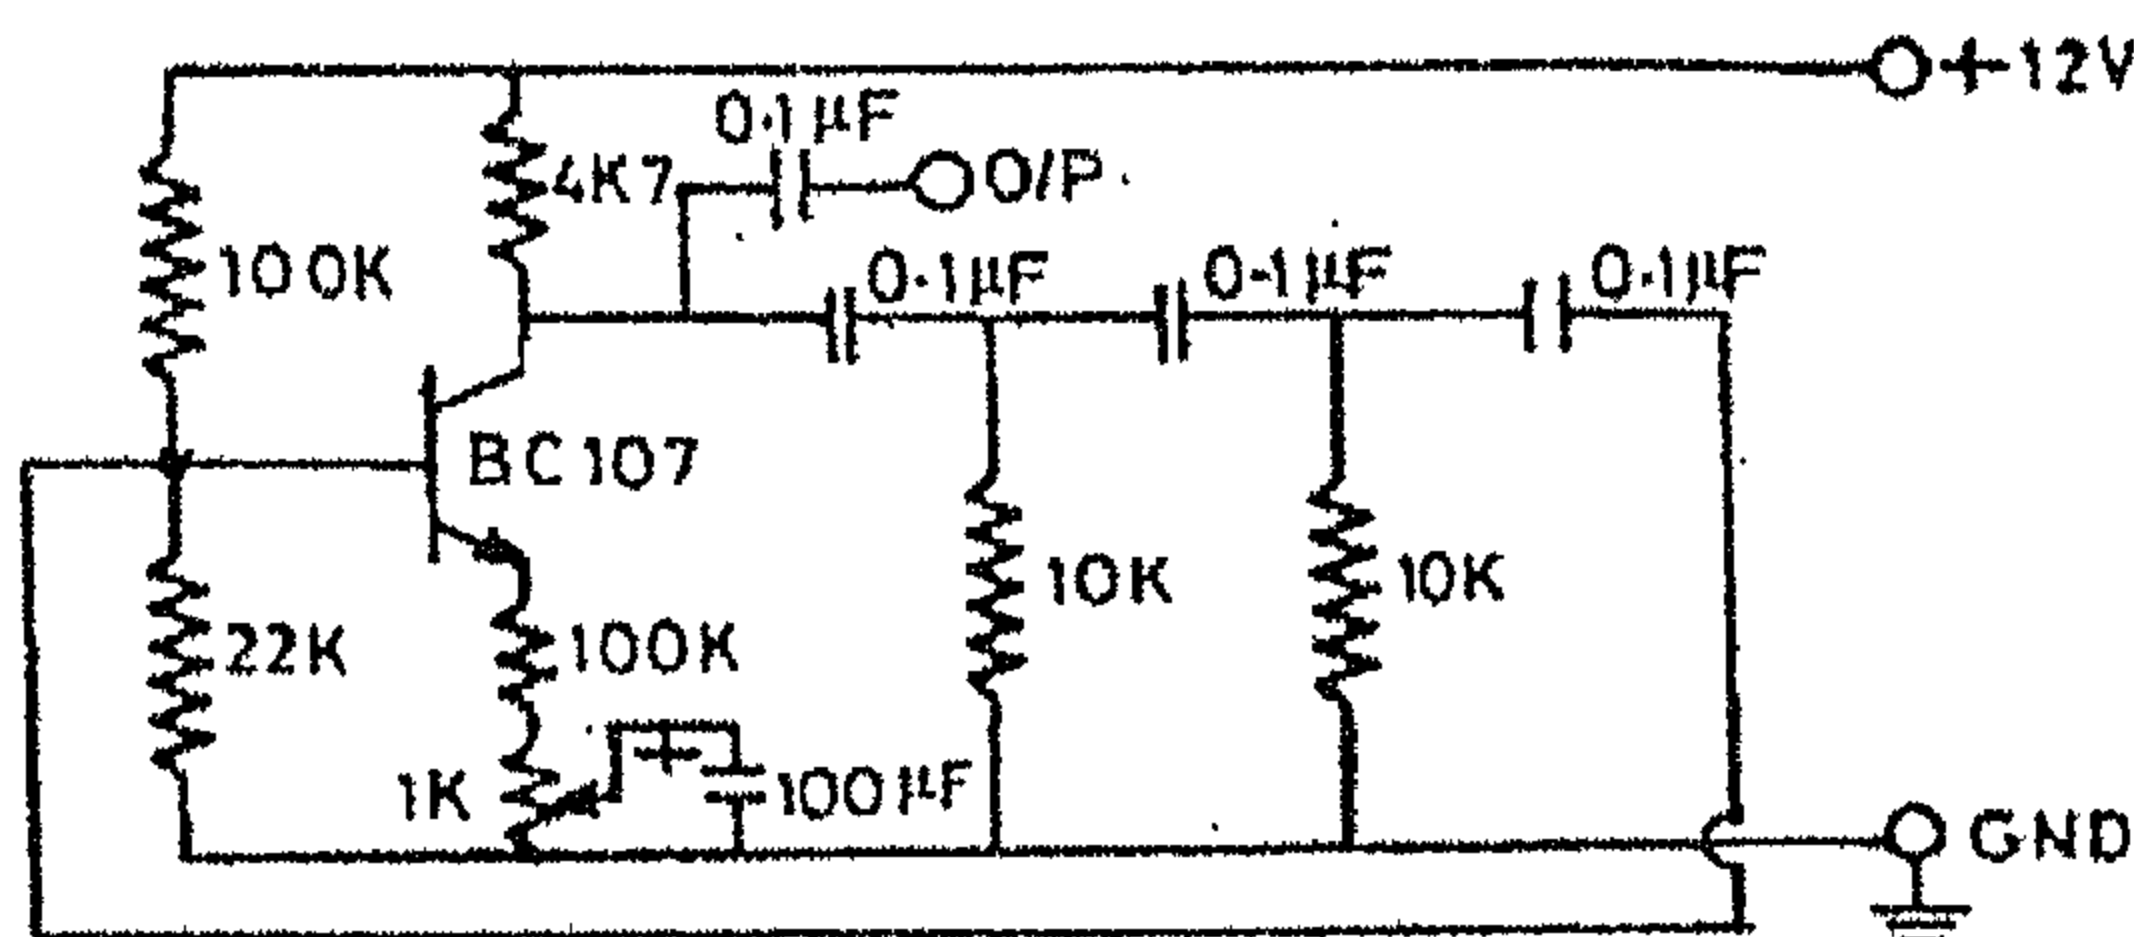 +12V
0.1µF
4K7
O/P.
100K
0.1µF
0.1µF
0.1µF
BC107
10K
10K
22K
100K
1K
+
100µF
GND